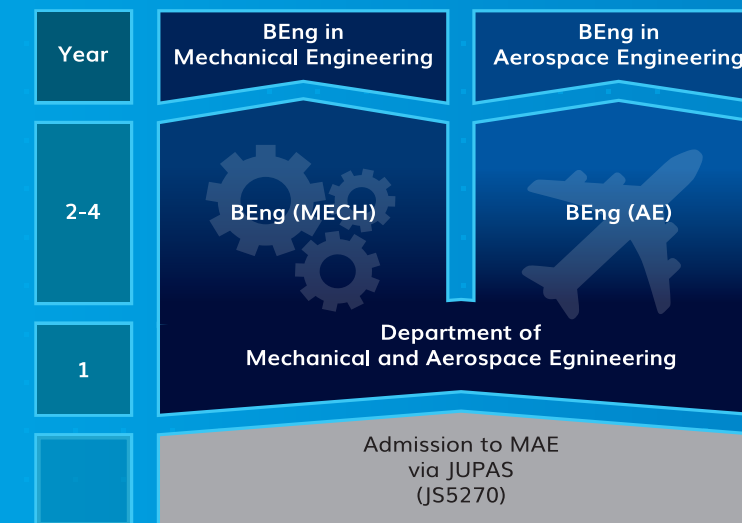 Year
BEng in
Mechanical Engineering
BEng in
Aerospace Engineering
2-4
BEng (MECH)
BEng (AE)
1
Department of
Mechanical and Aerospace Egnineering
Admission to MAE
via JUPAS
(JS5270)